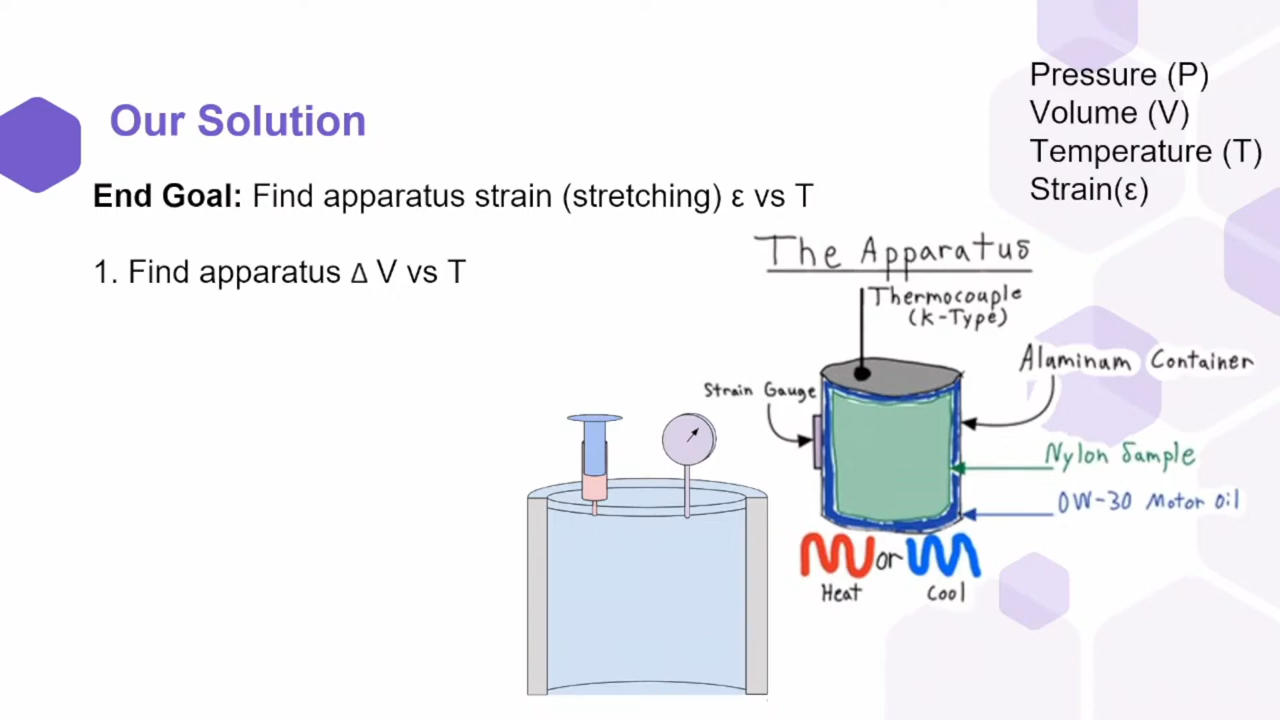 Pressure (P)
Volume (V)
Temperature (T)
Strain(ε)
Our Solution
End Goal: Find apparatus strain (stretching) ε vs T
1. Find apparatus Δ V vs T
The Apparatus
Thermocouple
(K-Type)
Strain Gauge
Aluminum Container
Nylon Sample
0W-30 Motor Oil
or
Heat
Cool